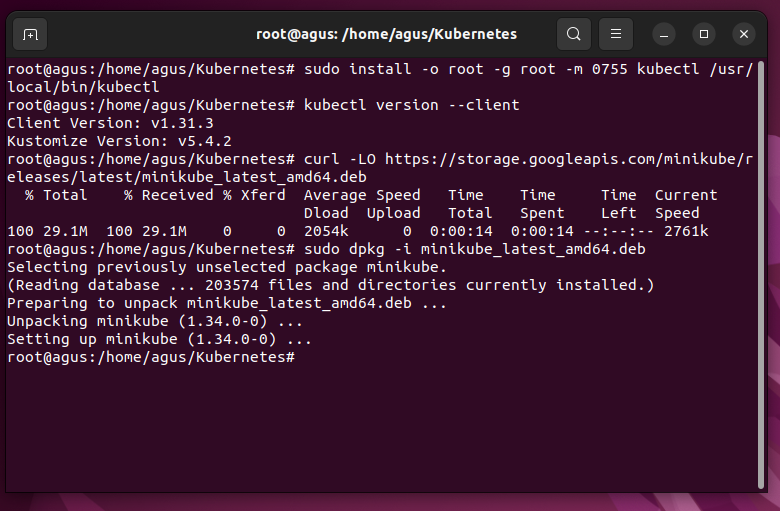 root@agus: /home/agus/Kubernetes
root@agus:/home/agus/Kubernetes# sudo install -o root -g root -m 0755 kubectl /usr/
local/bin/kubectl
root@agus:/home/agus/Kubernetes# kubectl version --client
Client Version: v1.31.3
Kustomize Version: v5.4.2
root@agus:/home/agus/Kubernetes# curl -LO https://storage.googleapis.com/minikube/r
eleases/latest/minikube_latest_amd64.deb
  % Total    % Received % Xferd  Average Speed   Time    Time     Time  Current
                                 Dload  Upload   Total   Spent    Left  Speed
100 29.1M  100 29.1M    0     0  2054k      0  0:00:14  0:00:14 --:--:-- 2761k
root@agus:/home/agus/Kubernetes# sudo dpkg -i minikube_latest_amd64.deb
Selecting previously unselected package minikube.
(Reading database ... 203574 files and directories currently installed.)
Preparing to unpack minikube_latest_amd64.deb ...
Unpacking minikube (1.34.0-0) ...
Setting up minikube (1.34.0-0) ...
root@agus:/home/agus/Kubernetes#